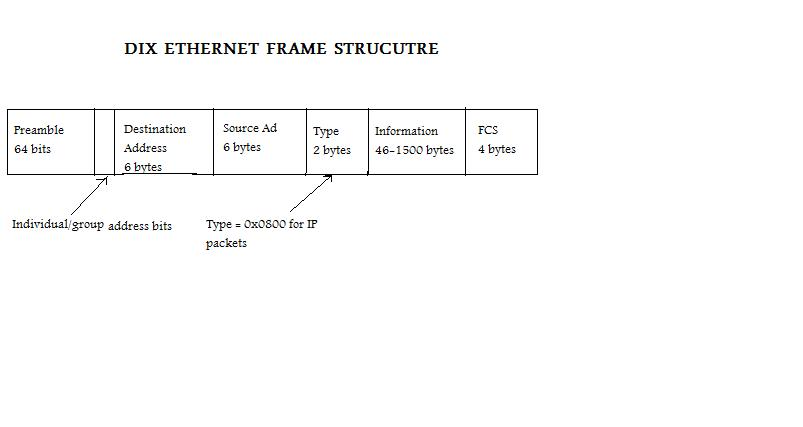 DIX ETHERNET FRAME STRUCUTRE
Preamble
64 bits
Destination
Address
6 bytes
Source Ad
6 bytes
Type
2 bytes
Information
46-1500 bytes
FCS
4 bytes
Individual/group address bits
Type = 0x0800 for IP
packets